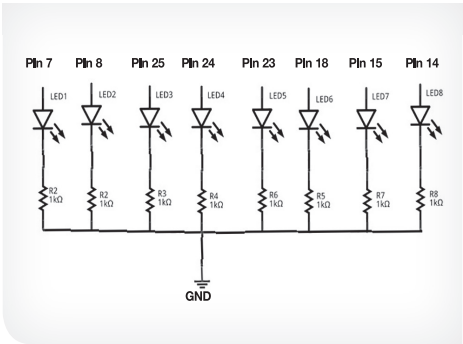 Pin 7 Pin 8 Pin 25 Pin 24 Pin 23 Pin 18 Pin 15 Pin 14
LED1 LED2 LED3 LED4 LED5 LED6 LED7 LED8
R2 R2 R3 R4 R6 R5 R7 R8
1kΩ 1kΩ 1kΩ 1kΩ 1kΩ 1kΩ 1kΩ 1kΩ
GND